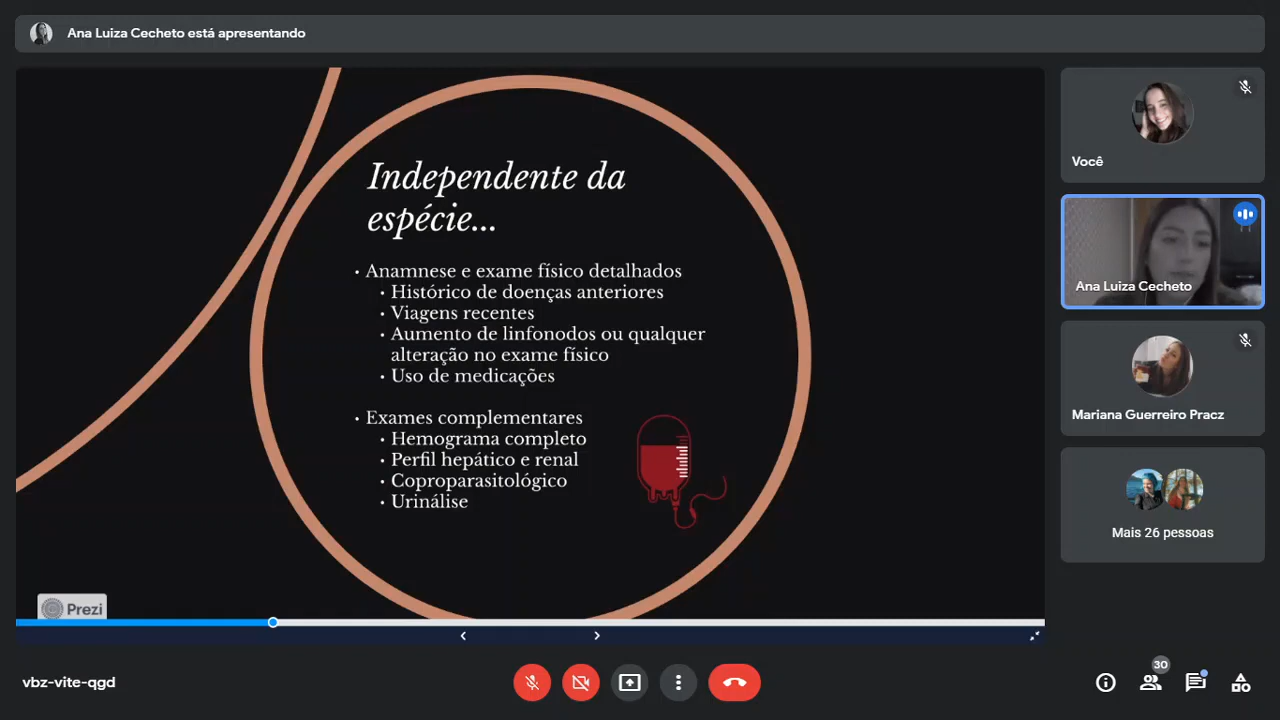 Ana Luiza Cecheto está apresentando
Independente da
espécie...
• Anamnese e exame físico detalhados
• Histórico de doenças anteriores
• Viagens recentes
• Aumento de linfonodos ou qualquer
alteração no exame físico
• Uso de medicações
• Exames complementares
• Hemograma completo
• Perfil hepático e renal
• Coproparasitológico
• Urinálise
Prezi
Você
Ana Luiza Cecheto
Mariana Guerreiro Pracz
Mais 26 pessoas
vbz-vite-qgd
30